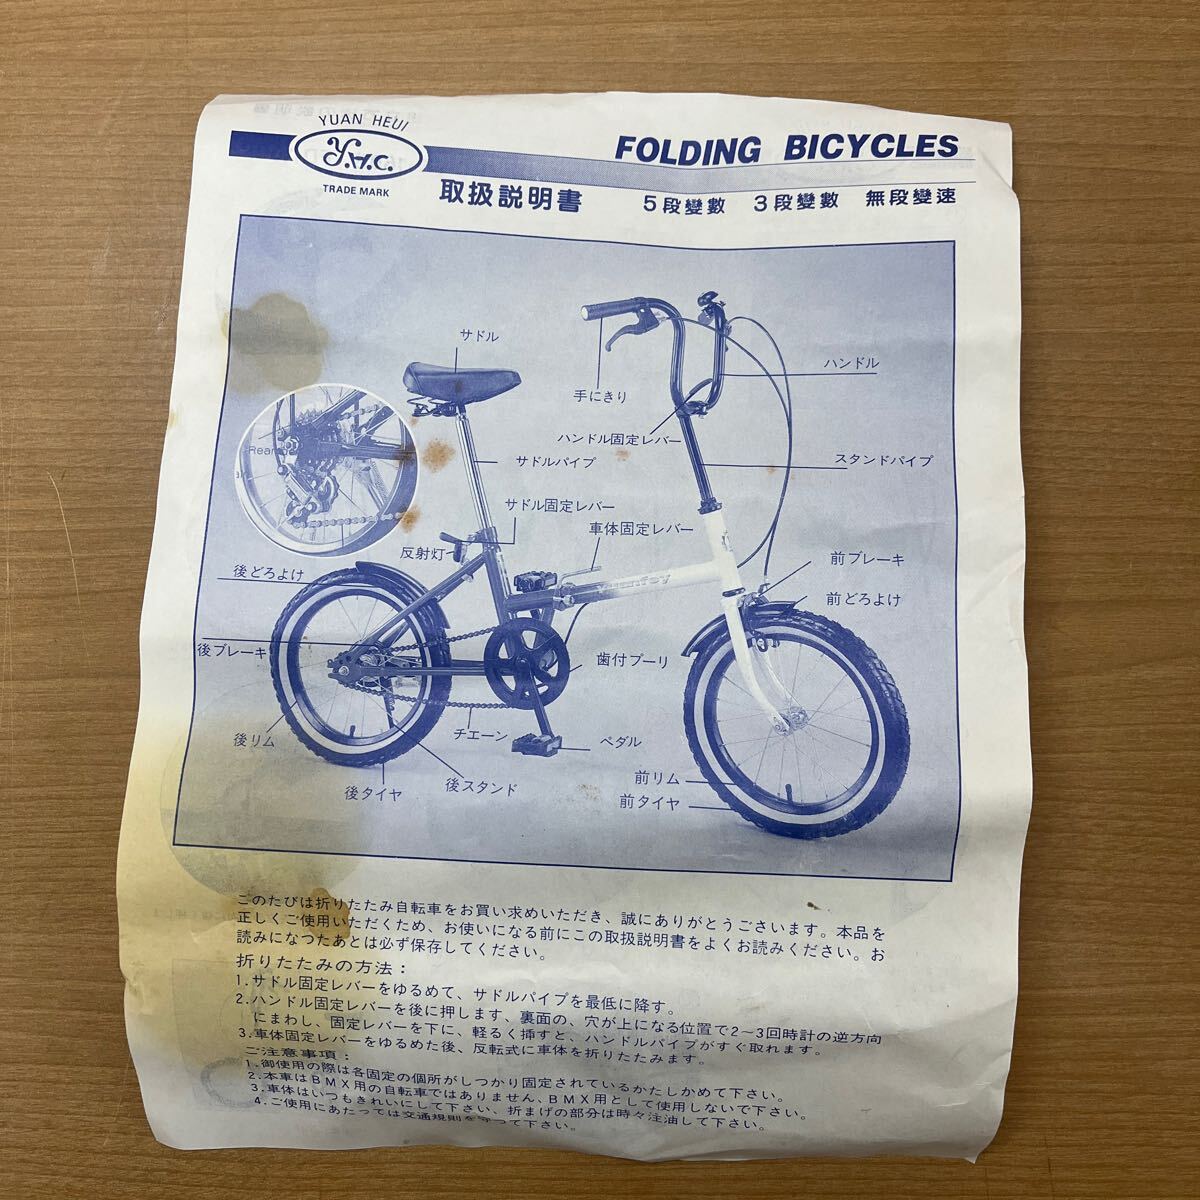 YUAN HEUI
Y.H.C.
TRADE MARK
FOLDING BICYCLES
取扱説明書
5段變數 3段變數 無段變速
サドル
手にきり
ハンドル
ハンドル固定レバー
Rear
サドルパイプ
スタンドパイプ
サドル固定レバー
車体固定レバー
反射灯
前ブレーキ
後どろよけ
yuanfey
前どろよけ
後ブレーキ
歯付プーリ
後リム
チエーン
ペダル
後タイヤ
後スタンド
前リム
前タイヤ
このたびは折りたたみ自転車をお買い求めいただき、誠にありがとうございます。本品を
正しくご使用いただくため、お使いになる前にこの取扱説明書をよくお読みください。お
読みになつたあとは必ず保存してください。
折りたたみの方法：
1.サドル固定レバーをゆるめて、サドルパイプを最低に降す。
2.ハンドル固定レバーを後に押します、裏面の、穴が上になる位置で2〜3回時計の逆方向
にまわし、固定レバーを下に、軽るく挿すと、ハンドルパイプがすぐ取れます。
3.車体固定レバーをゆるめた後、反転式に車体を折りたたみます。
ご注意事項：
1.御使用の際は各固定の個所がしつかり固定されているかたしかめて下さい。
2.本車はBMX用の自転車ではありません、BMX用として使用しないで下さい。
3.車体はいつもきれいにして下さい、折まげの部分は時々注油して下さい。
4.ご使用にあたっては交通規則を守つて下さい。